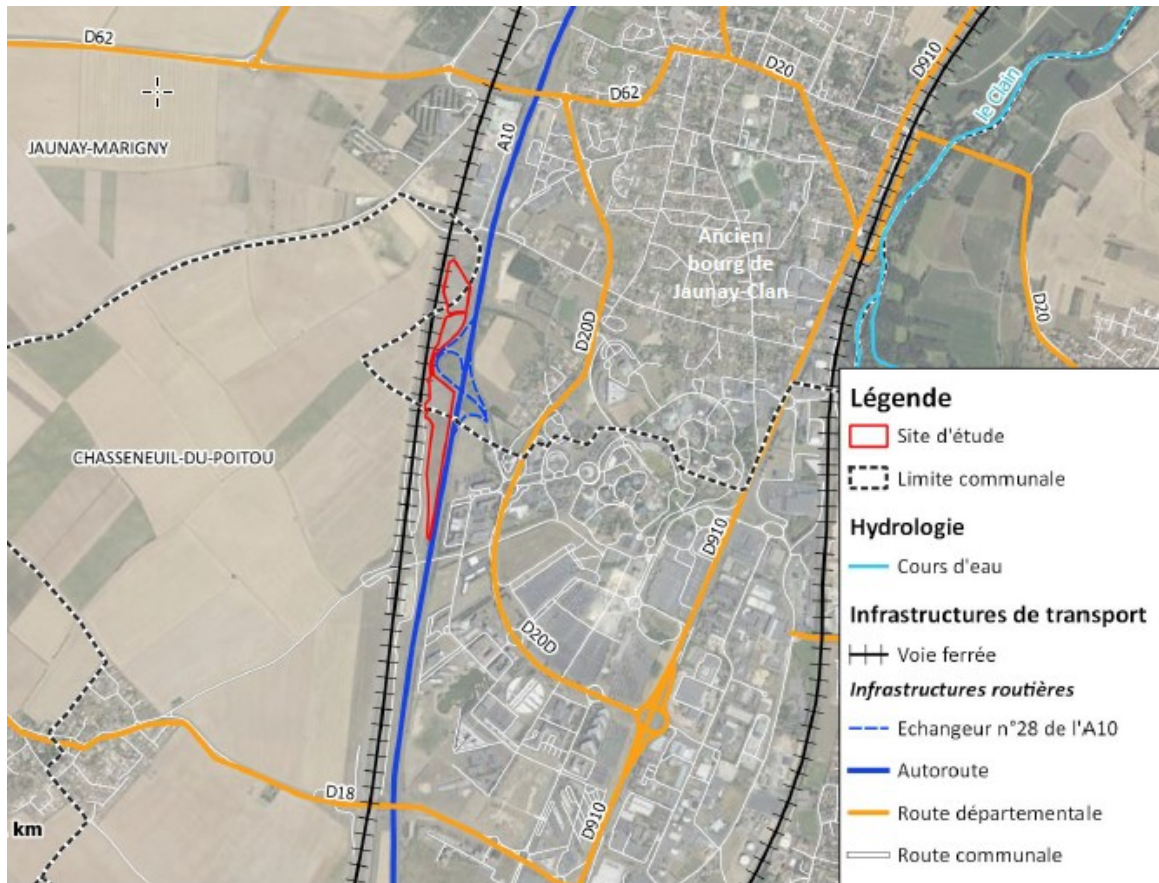 D62
D20
D910
le Clain
D62
A10
JAUNAY-MARIGNY
Ancien
bourg de
Jaunay-Clan
D20
D20D
CHASSENEUIL-DU-POITOU
D910
D20D
D18
D910
km
Légende
Site d'étude
Limite communale
Hydrologie
Cours d'eau
Infrastructures de transport
Voie ferrée
Infrastructures routières
Echangeur n°28 de l'A10
Autoroute
Route départementale
Route communale